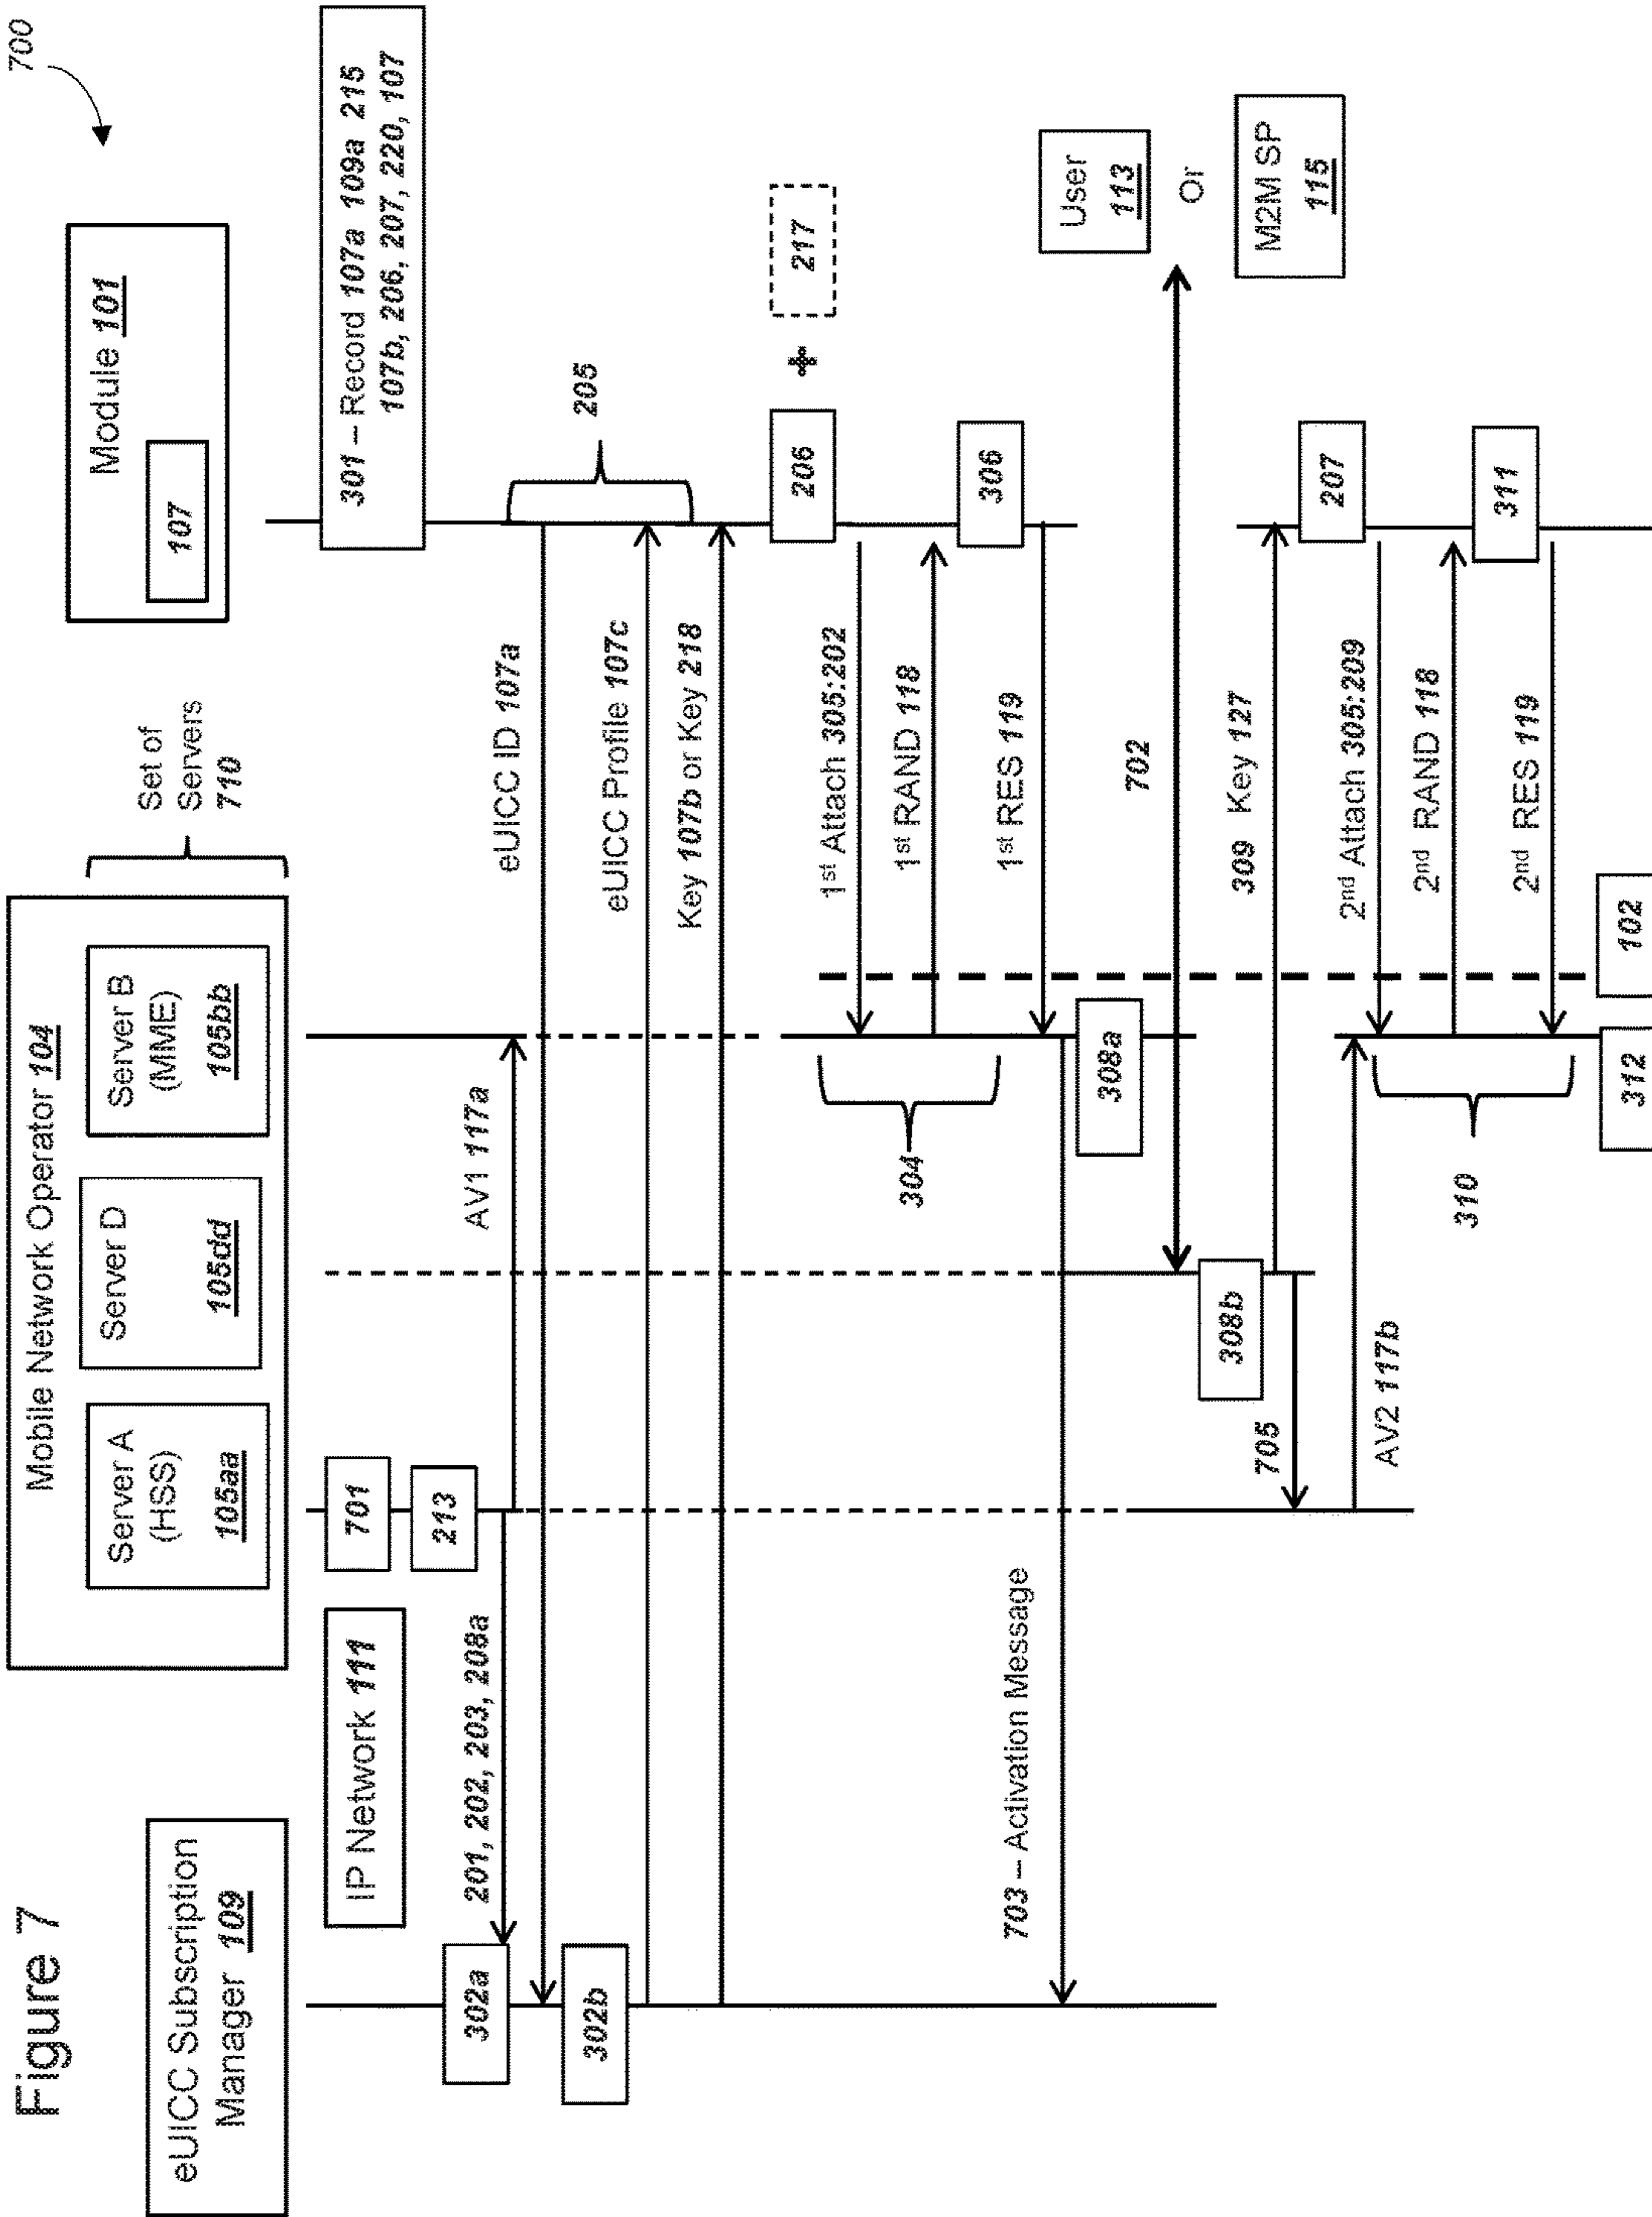 Figure 7
700
eUICC Subscription
Manager 109
Mobile Network Operator 104
Server A
(HSS)
105aa
Server D
105dd
Server B
(MME)
105bb
Set of
Servers
710
Module 101
107
IP Network 111
701
213
301 – Record 107a 109a 215
107b, 206, 207, 220, 107
201, 202, 203, 208a
AV1 117a
302a
eUICC ID 107a
302b
205
eUICC Profile 107c
Key 107b or Key 218
206
+
217
1st Attach 305:202
1st RAND 118
304
306
1st RES 119
703 – Activation Message
308a
User
113
Or
M2M SP
115
702
308b
309 Key 127
705
207
AV2 117b
2nd Attach 305:209
2nd RAND 118
310
311
2nd RES 119
312
102